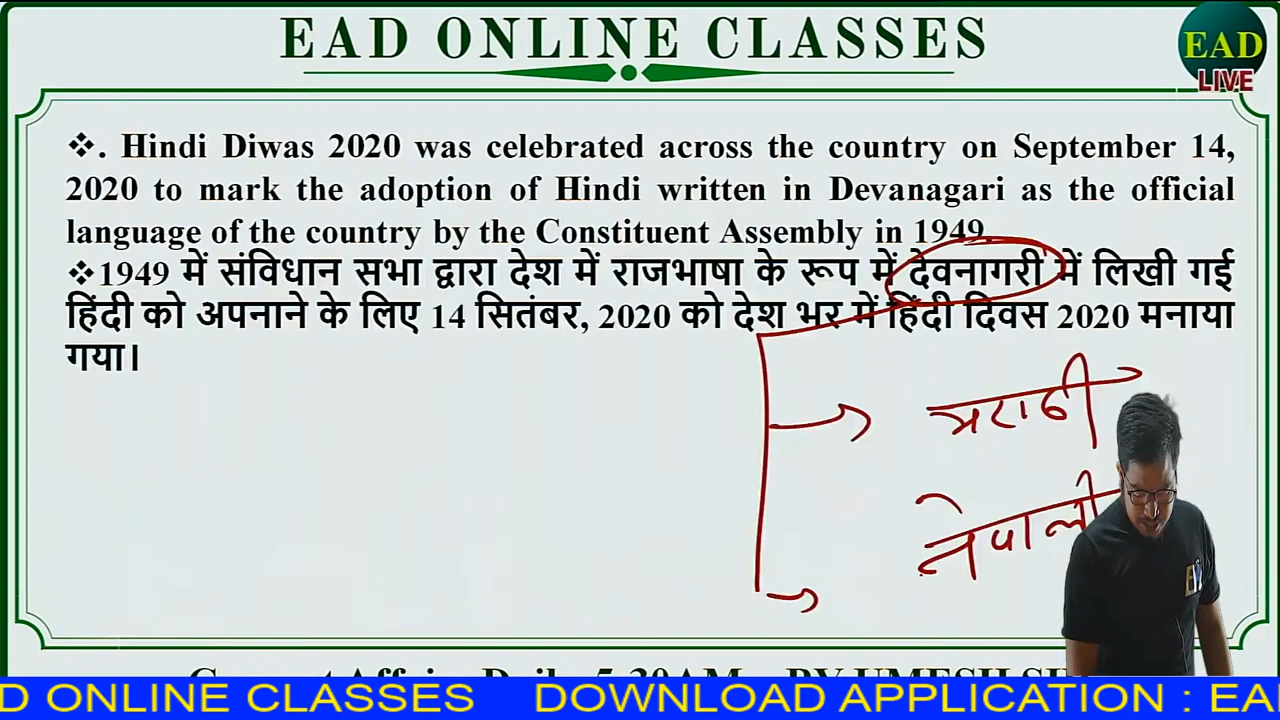 EAD ONLINE CLASSES
EAD
LIVE
❖. Hindi Diwas 2020 was celebrated across the country on September 14,
2020 to mark the adoption of Hindi written in Devanagari as the official
language of the country by the Constituent Assembly in 1949.
❖1949 में संविधान सभा द्वारा देश में राजभाषा के रूप में देवनागरी में लिखी गई
हिंदी को अपनाने के लिए 14 सितंबर, 2020 को देश भर में हिंदी दिवस 2020 मनाया
गया।
मराठी
नेपाली
D ONLINE CLASSES DOWNLOAD APPLICATION : EA